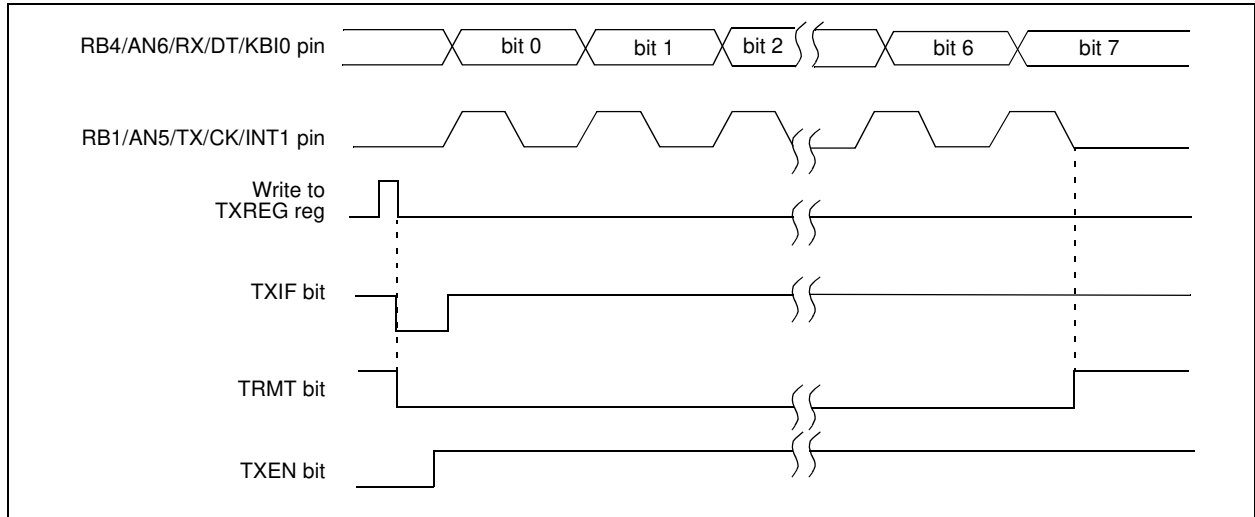 RB4/AN6/RX/DT/KBI0 pin
bit 0 bit 1 bit 2 bit 6 bit 7
RB1/AN5/TX/CK/INT1 pin
Write to
TXREG reg
TXIF bit
TRMT bit
TXEN bit